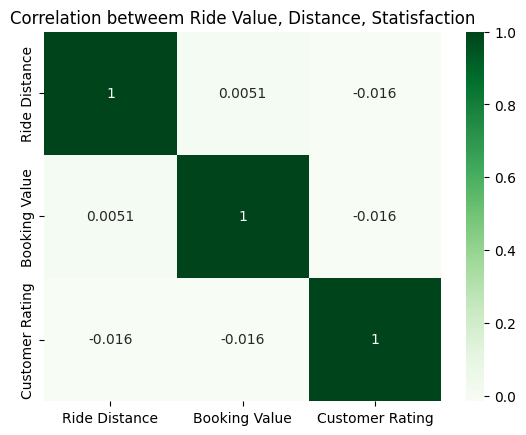 Correlation betweem Ride Value, Distance, Statisfaction
Ride Distance
1
0.0051
-0.016
Booking Value
0.0051
1
-0.016
Customer Rating
-0.016
-0.016
1
Ride Distance
Booking Value
Customer Rating
1.0
0.8
0.6
0.4
0.2
0.0